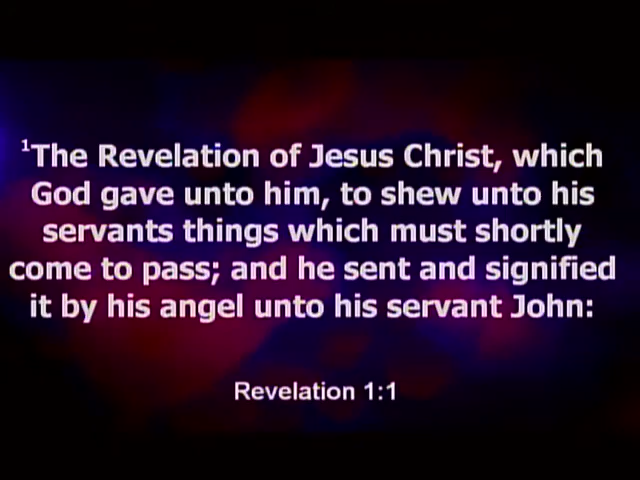 ¹The Revelation of Jesus Christ, which
God gave unto him, to shew unto his
servants things which must shortly
come to pass; and he sent and signified
it by his angel unto his servant John:
Revelation 1:1